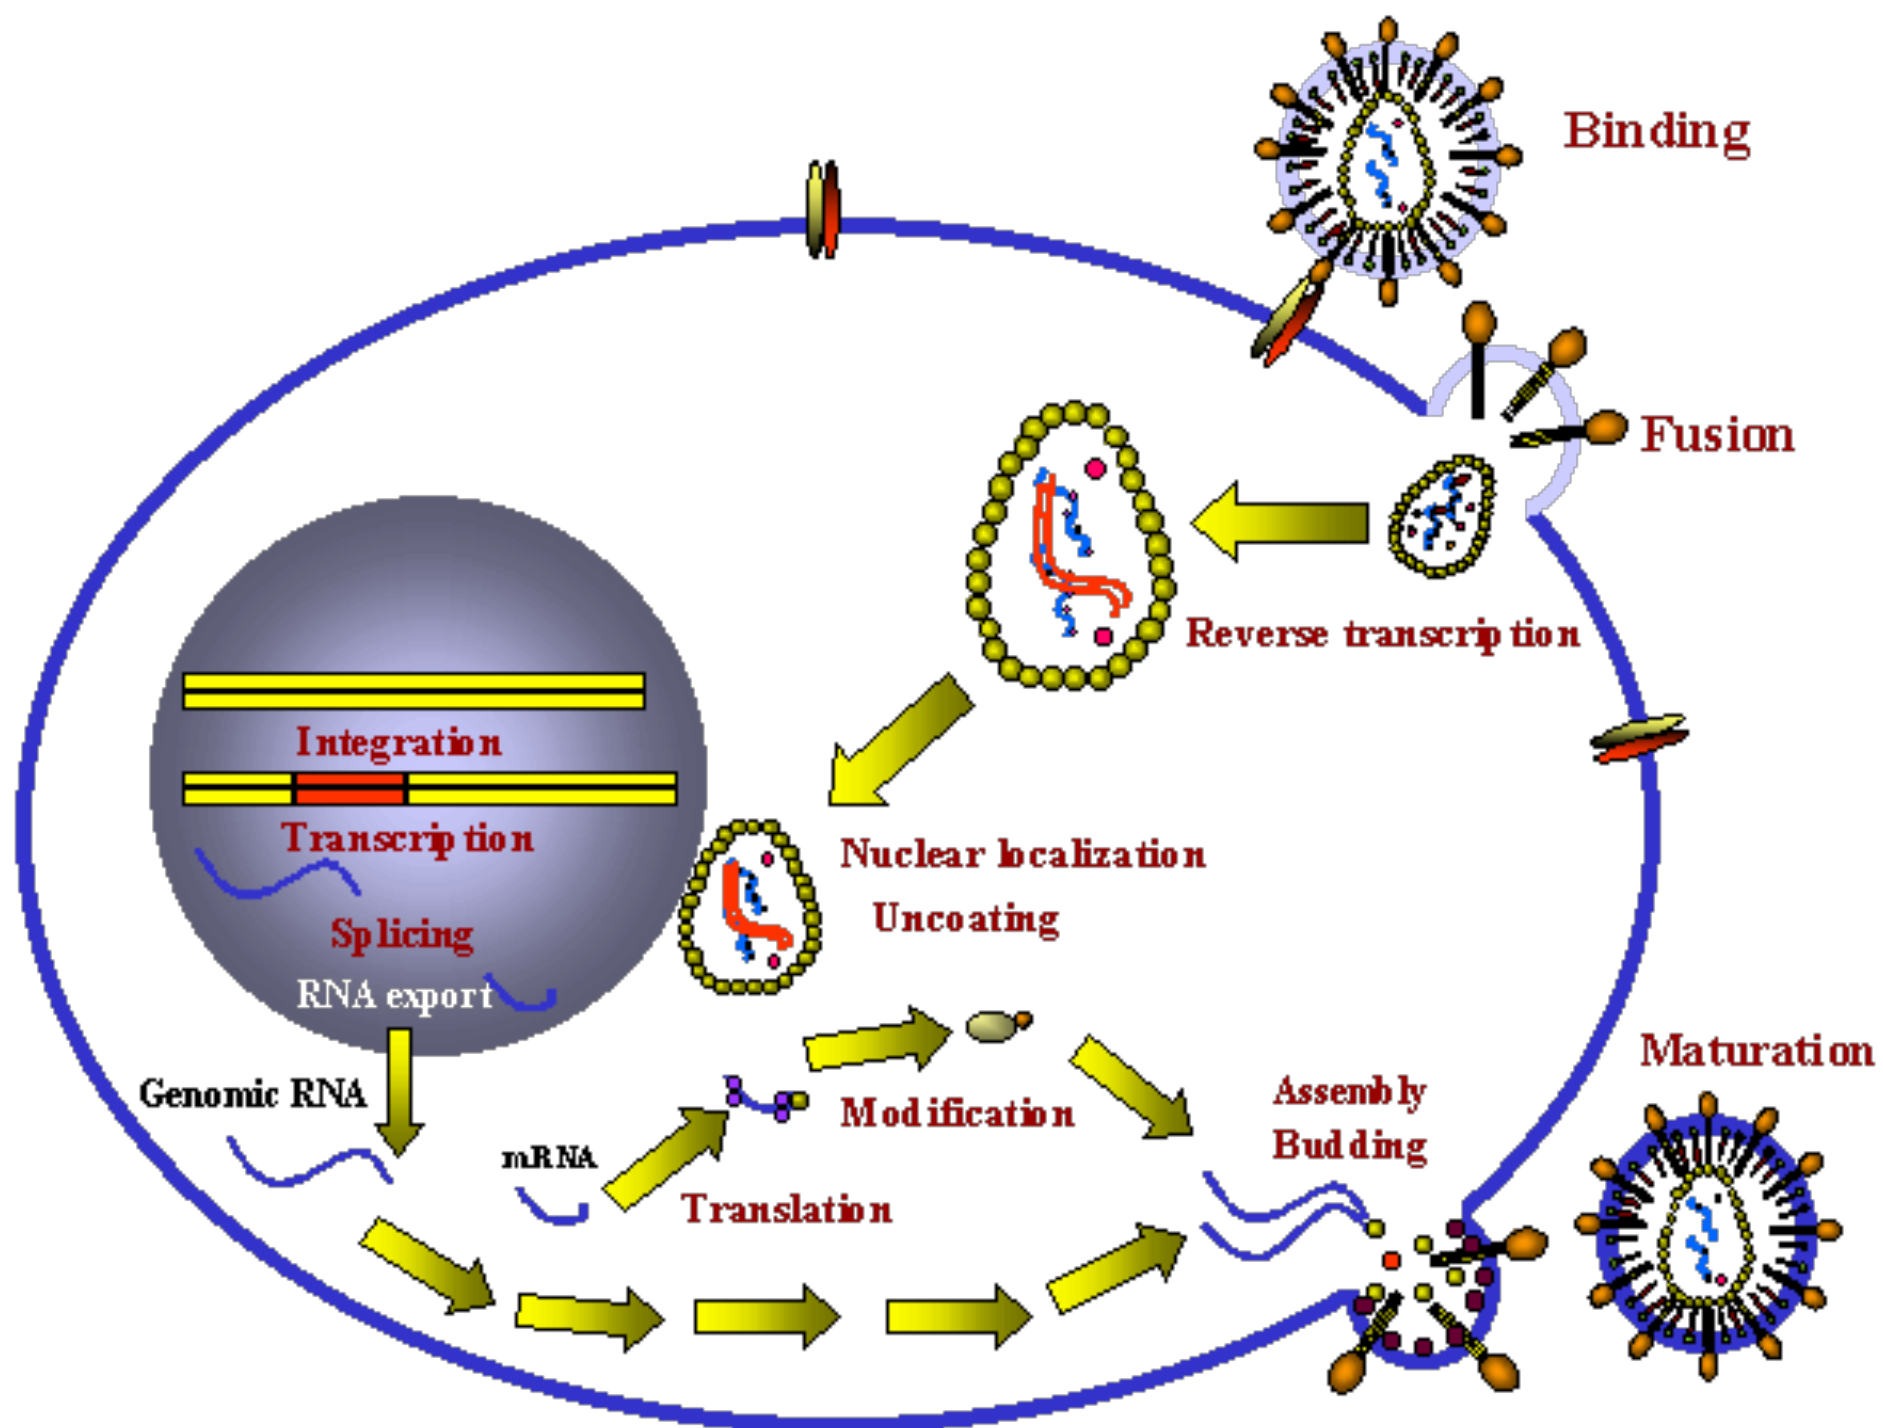 Binding
Fusion
Reverse transcription
Integration
Transcription
Splicing
RNA export
Nuclear localization
Uncoating
Genomic RNA
mRNA
Translation
Modification
Assembly
Budding
Maturation